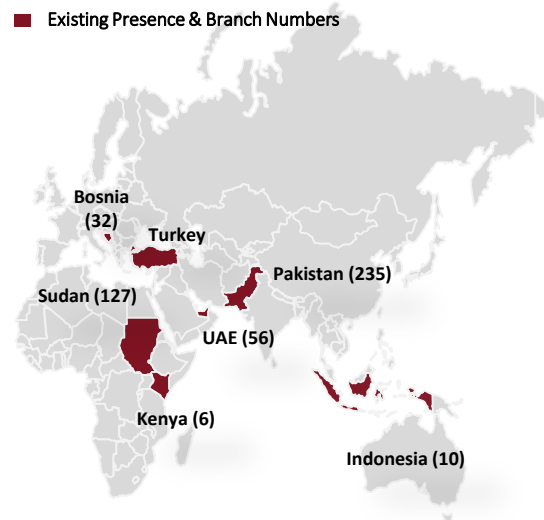 Existing Presence & Branch Numbers
Bosnia
(32)
Turkey
Pakistan (235)
Sudan (127)
UAE (56)
Kenya (6)
Indonesia (10)